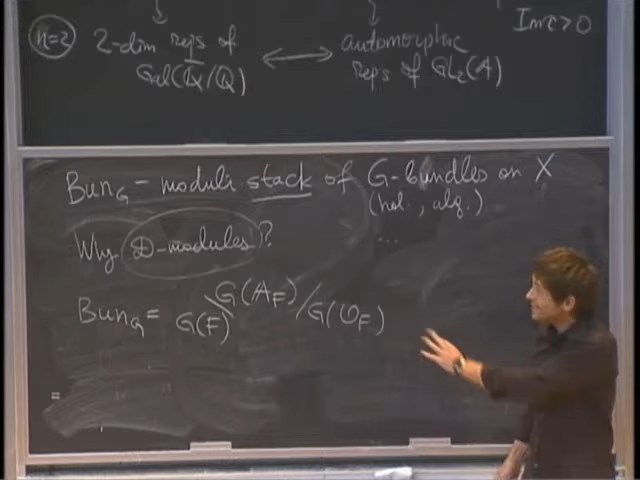 n=2 2-dim reps of ⟷ automorphic
Gal(Q̄/Q) reps of GL₂(A)
Im τ > 0
Bun_G – moduli stack of G-bundles on X
(hol., alg.)
Why D-modules? ...
Bun_G = G(F)\G(A_F)/G(O_F)
=